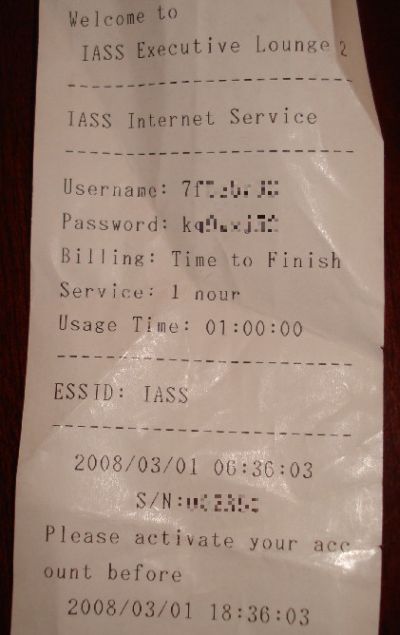 Welcome to
IASS Executive Lounge 2
IASS Internet Service
Username:
Password:
Billing: Time to Finish
Service: 1 hour
Usage Time: 01:00:00
ESSID: IASS
2008/03/01 06:36:03
S/N:
Please activate your acc
ount before
2008/03/01 18:36:03